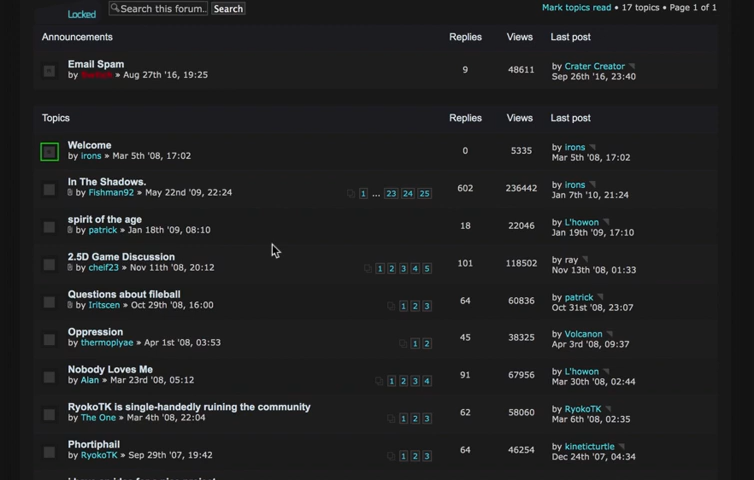 Locked Search this forum... Search Mark topics read • 17 topics • Page 1 of 1
Announcements Replies Views Last post
Email Spam 9 48611 by Crater Creator
by » Aug 27th '16, 19:25 Sep 26th '16, 23:40
Topics Replies Views Last post
Welcome 0 5335 by irons
by irons » Mar 5th '08, 17:02 Mar 5th '08, 17:02
In The Shadows. 602 236442 by irons
by Fishman92 » May 22nd '09, 22:24 1 ... 23 24 25 Jan 7th '10, 21:24
spirit of the age 18 22046 by L'howon
by patrick » Jan 18th '09, 08:10 Jan 19th '09, 17:10
2.5D Game Discussion 101 118502 by ray
by cheif23 » Nov 11th '08, 20:12 1 2 3 4 5 Nov 13th '08, 01:33
Questions about fileball 64 60836 by patrick
by Iritscen » Oct 29th '08, 16:00 1 2 3 Oct 31st '08, 23:07
Oppression 45 38325 by Volcanon
by thermoplyae » Apr 1st '08, 03:53 1 2 Apr 3rd '08, 09:37
Nobody Loves Me 91 67956 by L'howon
by Alan » Mar 23rd '08, 05:12 1 2 3 4 Mar 30th '08, 02:44
RyokoTK is single-handedly ruining the community 62 58060 by RyokoTK
by The One » Mar 4th '08, 22:04 1 2 3 Mar 6th '08, 02:35
Phortiphail 64 46254 by kineticturtle
by RyokoTK » Sep 29th '07, 19:42 1 2 3 Dec 24th '07, 04:34